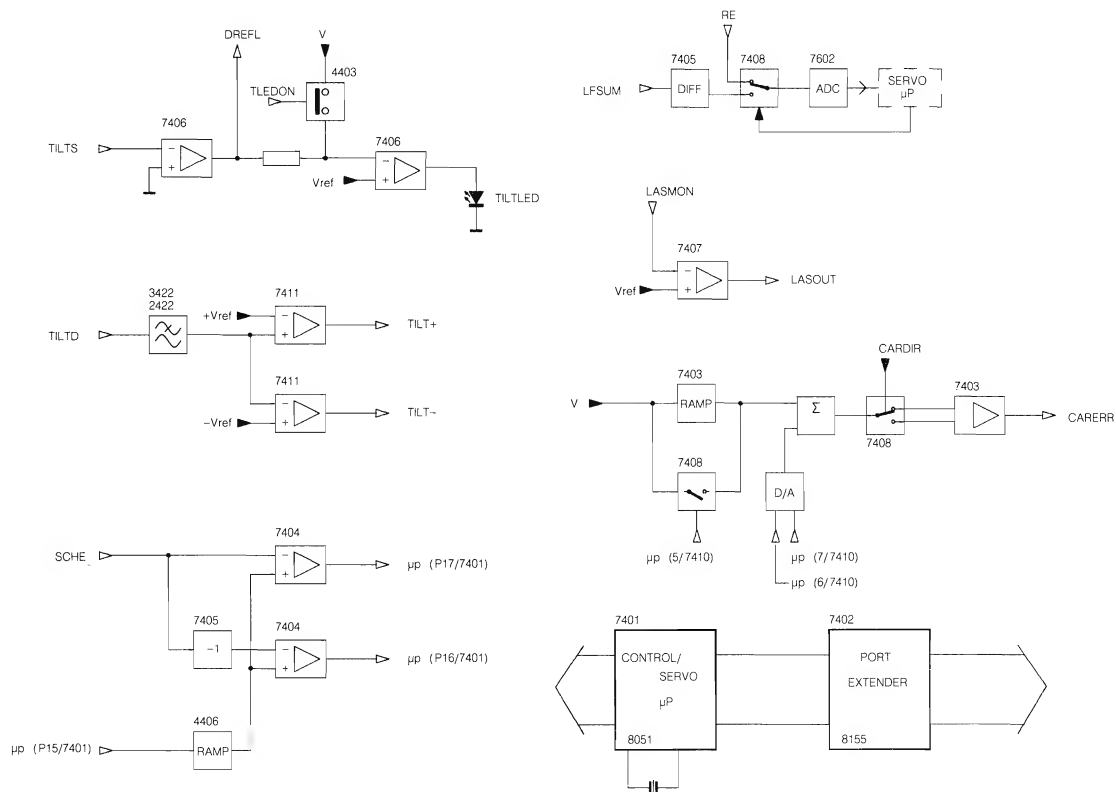 DREFL
V
4403
TLEDON
7406
TILTS
-
+
7406
-
+
Vref
TILTLED
RE
7405
7408
7602
LFSUM
DIFF
ADC
SERVO
µP
LASMON
7407
-
+
Vref
LASOUT
3422
2422
TILTD
7411
+Vref
-
+
TILT+
7411
-
+
-Vref
TILT-
CARDIR
7403
V
RAMP
Σ
7408
7403
CARERR
7408
D/A
µp (5/7410)
µp (7/7410)
µp (6/7410)
7404
SCHE
-
+
µp (P17/7401)
7405
-1
7404
-
+
µp (P16/7401)
4406
µp (P15/7401)
RAMP
7401
CONTROL/
SERVO
µP
8051
7402
PORT
EXTENDER
8155